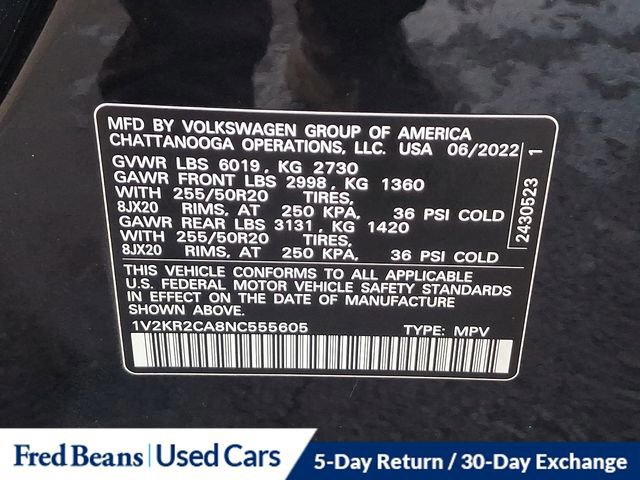 MFD BY VOLKSWAGEN GROUP OF AMERICA
CHATTANOOGA OPERATIONS, LLC. USA 06/2022
GVWR LBS 6019, KG 2730
GAWR FRONT LBS 2998, KG 1360
WITH 255/50R20 TIRES,
8JX20 RIMS, AT 250 KPA, 36 PSI COLD
GAWR REAR LBS 3131, KG 1420
WITH 255/50R20 TIRES,
8JX20 RIMS, AT 250 KPA, 36 PSI COLD
2430523 1
THIS VEHICLE CONFORMS TO ALL APPLICABLE
U.S. FEDERAL MOTOR VEHICLE SAFETY STANDARDS
IN EFFECT ON THE DATE OF MANUFACTURE
SHOWN ABOVE.
1V2KR2CA8NC555605 TYPE: MPV
Fred Beans Used Cars
5-Day Return / 30-Day Exchange